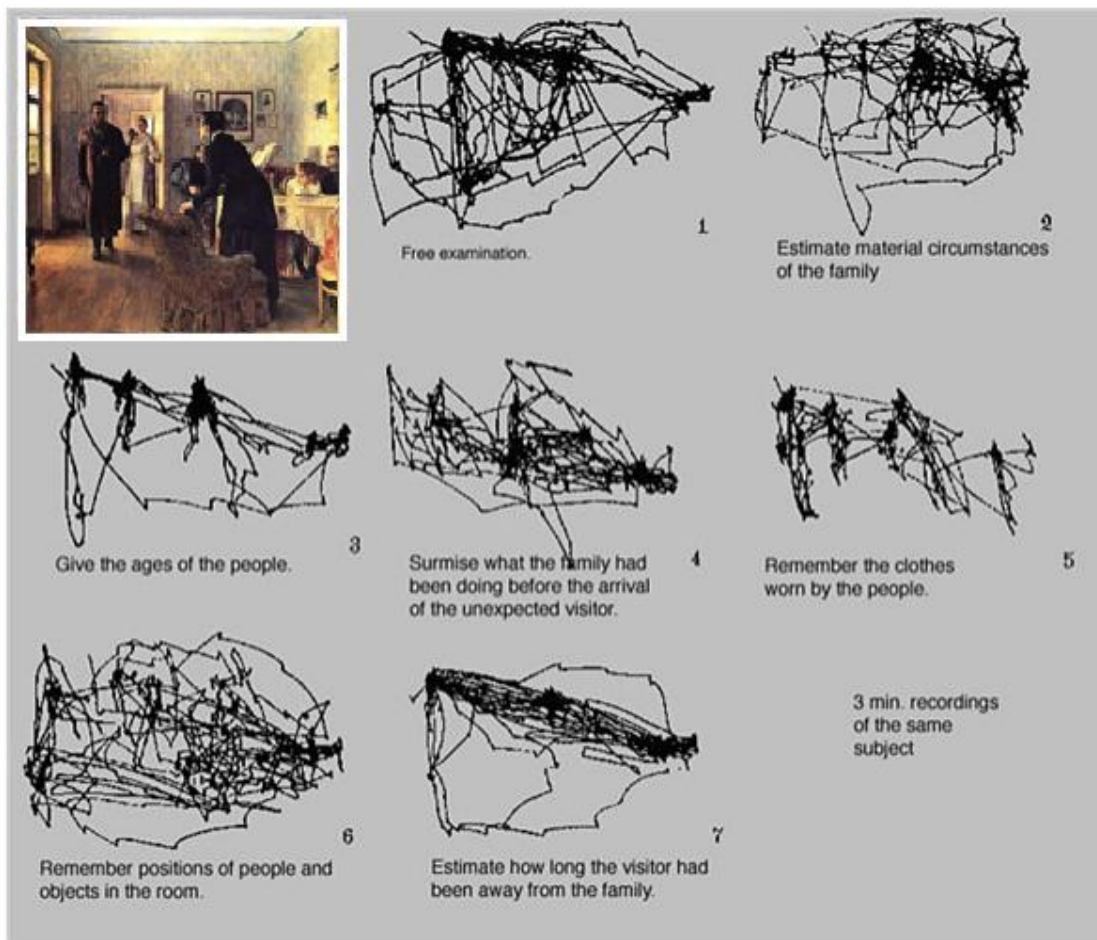 1
Free examination.
2
Estimate material circumstances
of the family
3
Give the ages of the people.
4
Surmise what the family had
been doing before the arrival
of the unexpected visitor.
5
Remember the clothes
worn by the people.
6
Remember positions of people and
objects in the room.
7
Estimate how long the visitor had
been away from the family.
3 min. recordings
of the same
subject